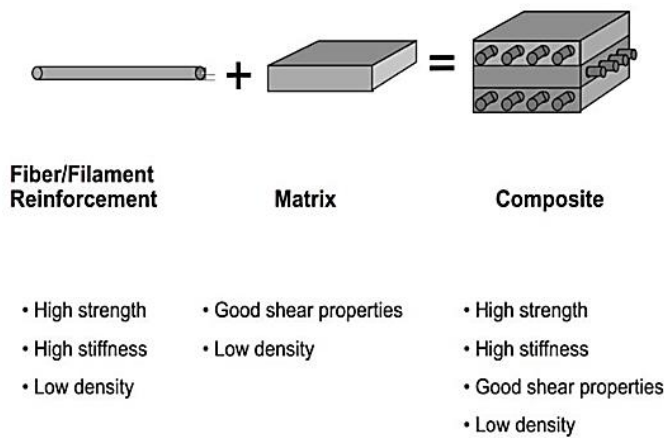 +
=
Fiber/Filament
Reinforcement
Matrix
Composite
• High strength
• High stiffness
• Low density
• Good shear properties
• Low density
• High strength
• High stiffness
• Good shear properties
• Low density